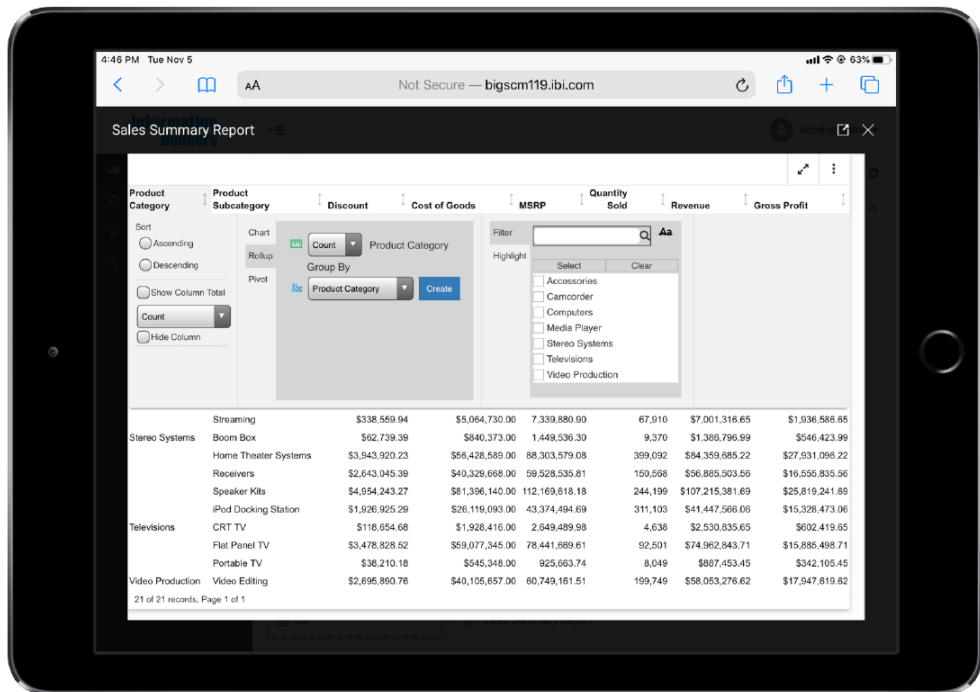 4:46 PM Tue Nov 5
63%
AA
Not Secure — bigscm119.ibi.com
Sales Summary Report
Information
Builders
Product Category
Product Subcategory
Discount
Cost of Goods
MSRP
Quantity Sold
Revenue
Gross Profit
Sort
Ascending
Descending
Show Column Total
Count
Hide Column
Chart
Rollup
Pivot
Count
Product Category
Group By
Abc
Product Category
Create
Filter
Aa
Highlight
Select Clear
Accessories
Camcorder
Computers
Media Player
Stereo Systems
Televisions
Video Production
Streaming $338,559.94 $5,064,730.00 7,339,880.90 67,910 $7,001,316.65 $1,936,586.65
Stereo Systems Boom Box $62,739.39 $840,373.00 1,449,536.30 9,370 $1,386,796.99 $546,423.99
Home Theater Systems $3,943,920.23 $56,428,589.00 88,303,579.08 399,092 $84,359,685.22 $27,931,096.22
Receivers $2,643,045.39 $40,329,668.00 59,528,535.81 150,568 $56,885,503.56 $16,555,835.56
Speaker Kits $4,954,243.27 $81,396,140.00 112,169,618.18 244,199 $107,215,381.69 $25,819,241.69
iPod Docking Station $1,926,925.29 $26,119,093.00 43,374,494.69 311,103 $41,447,566.06 $15,328,473.06
Televisions CRT TV $118,654.68 $1,928,416.00 2,649,489.98 4,638 $2,530,835.65 $602,419.65
Flat Panel TV $3,478,828.52 $59,077,345.00 78,441,669.61 92,501 $74,962,843.71 $15,885,498.71
Portable TV $38,210.18 $545,348.00 925,663.74 8,049 $887,453.45 $342,105.45
Video Production Video Editing $2,695,890.76 $40,105,657.00 60,749,161.51 199,749 $58,053,276.62 $17,947,619.62
21 of 21 records, Page 1 of 1